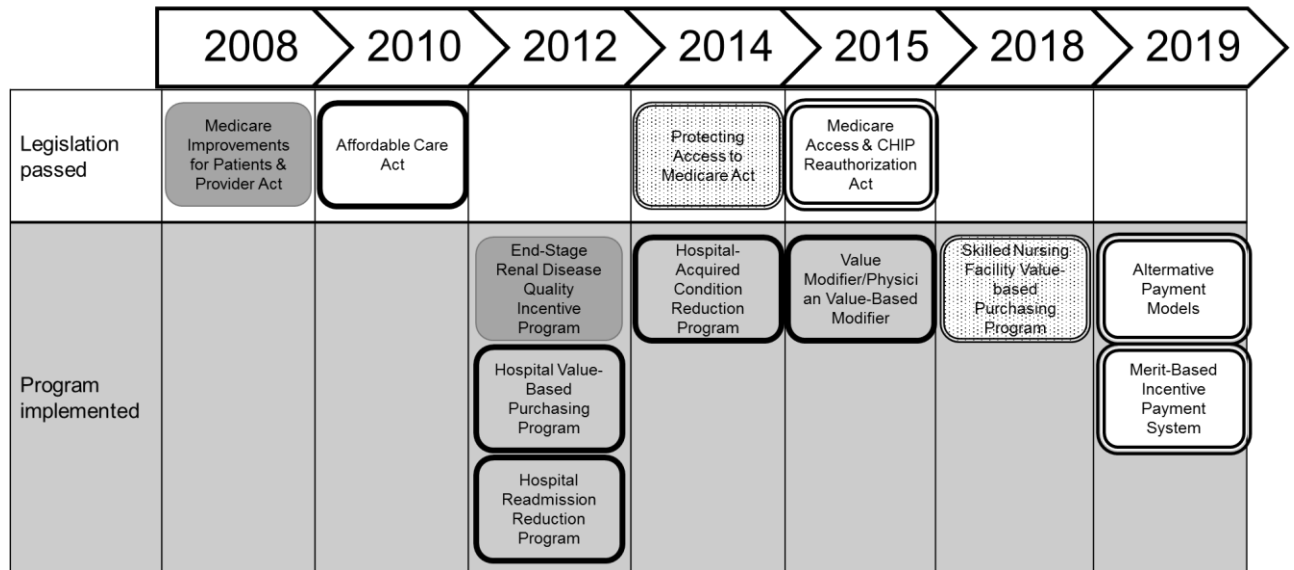 2008
2010
2012
2014
2015
2018
2019
Legislation
passed
Medicare
Improvements
for Patients &
Provider Act
Affordable Care
Act
Protecting
Access to
Medicare Act
Medicare
Access & CHIP
Reauthorization
Act
Program
implemented
End-Stage
Renal Disease
Quality
Incentive
Program
Hospital Value-
Based
Purchasing
Program
Hospital
Readmission
Reduction
Program
Hospital-
Acquired
Condition
Reduction
Program
Value
Modifier/Physici
an Value-Based
Modifier
Skilled Nursing
Facility Value-
based
Purchasing
Program
Alternative
Payment
Models
Merit-Based
Incentive
Payment
System